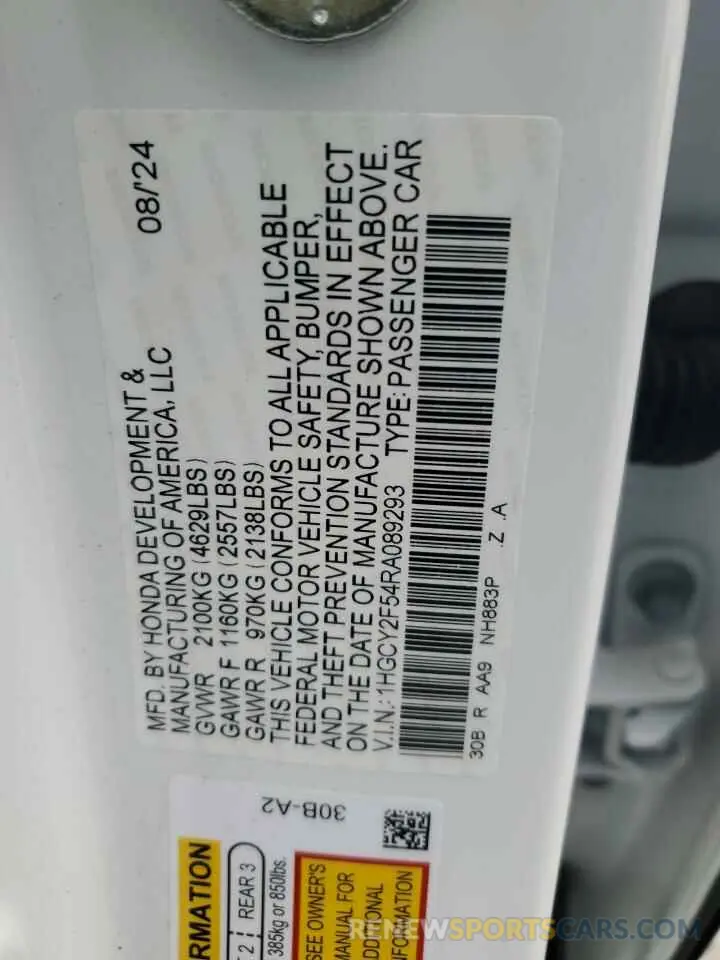 MFD. BY HONDA DEVELOPMENT & 08/'24
MANUFACTURING OF AMERICA, LLC
GVWR 2100KG (4629LBS)
GAWR F 1160KG (2557LBS)
GAWR R 970KG (2138LBS)
THIS VEHICLE CONFORMS TO ALL APPLICABLE
FEDERAL MOTOR VEHICLE SAFETY, BUMPER,
AND THEFT PREVENTION STANDARDS IN EFFECT
ON THE DATE OF MANUFACTURE SHOWN ABOVE.
V.I.N.: 1HGCY2F54RA089293 TYPE: PASSENGER CAR
30B R AA9 NH883P .Z .A
30B-A2
RMATION
2 REAR 3
385kg or 850lbs.
SEE OWNER'S
MANUAL FOR
ADDITIONAL
INFORMATION
RENEWSPORTSCARS.COM